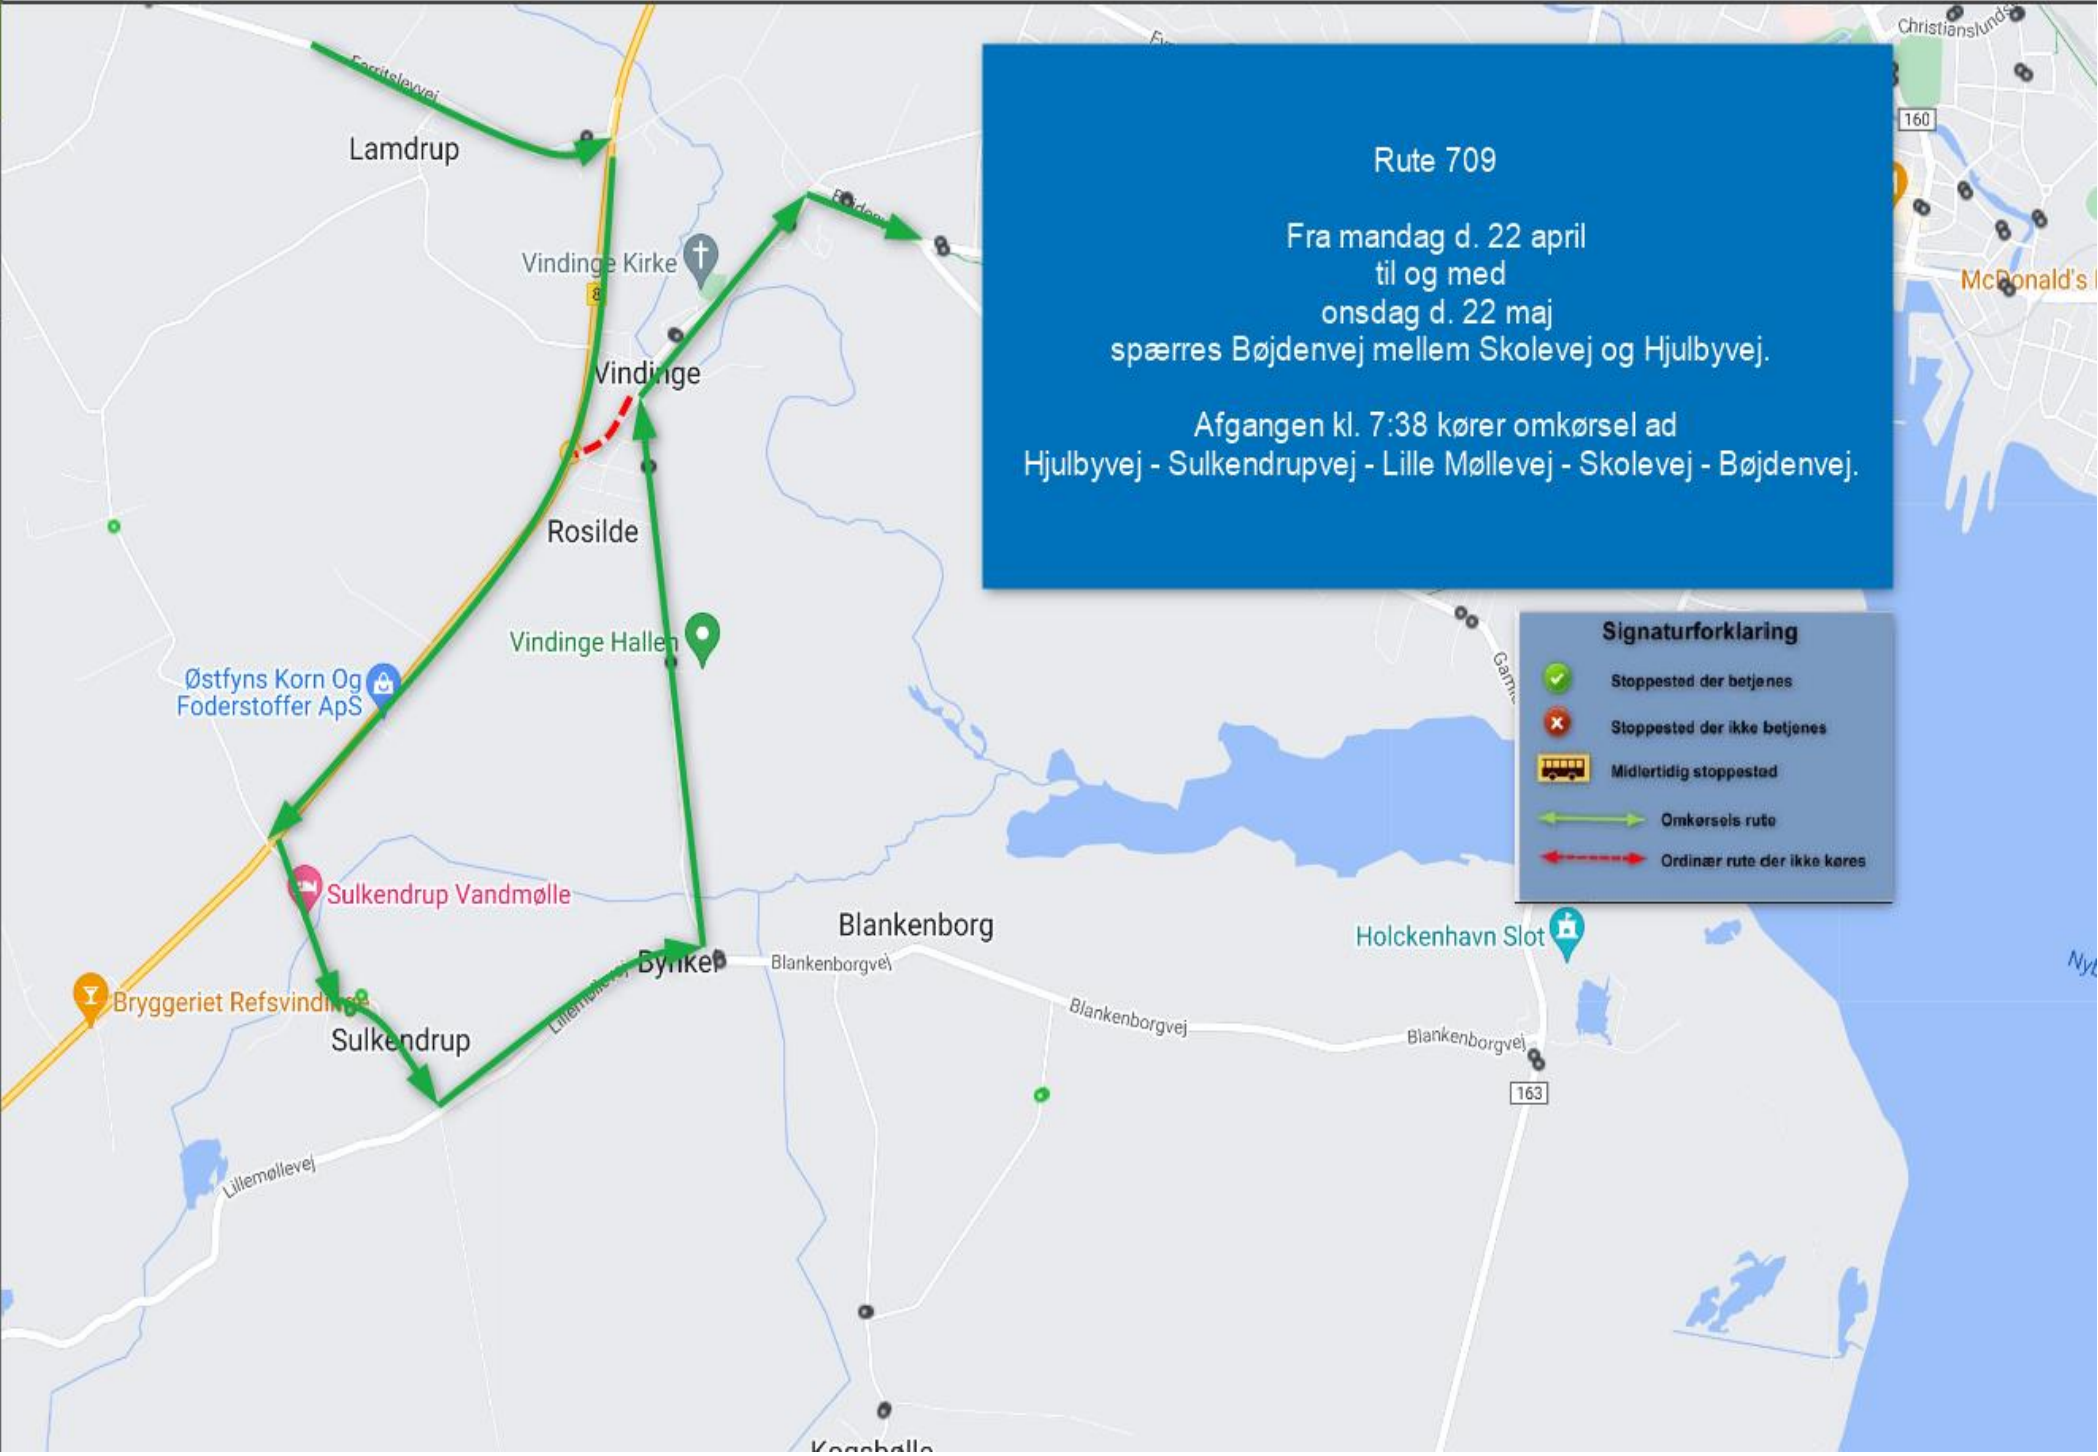 Christianslunds
Ferritslevvej
Lamdrup
160
Rute 709
Fra mandag d. 22 april
til og med
onsdag d. 22 maj
spærres Bøjdenvej mellem Skolevej og Hjulbyvej.
Afgangen kl. 7:38 kører omkørsel ad
Hjulbyvej - Sulkendrupvej - Lille Møllevej - Skolevej - Bøjdenvej.
Vindinge Kirke
8
McDonald's
Vindinge
Rosilde
Vindinge Hallen
Østfyns Korn Og
Foderstoffer ApS
Signaturforklaring
Stoppested der betjenes
Stoppested der ikke betjenes
Midlertidig stoppested
Omkørsels rute
Ordinær rute der ikke køres
Sulkendrup Vandmølle
Blankenborg
Holckenhavn Slot
Bynkel
Blankenborgvej
Nyb
Bryggeriet Refsvindinge
Lillemøllevej
Blankenborgvej
Blankenborgvej
Sulkendrup
163
Lillemøllevej